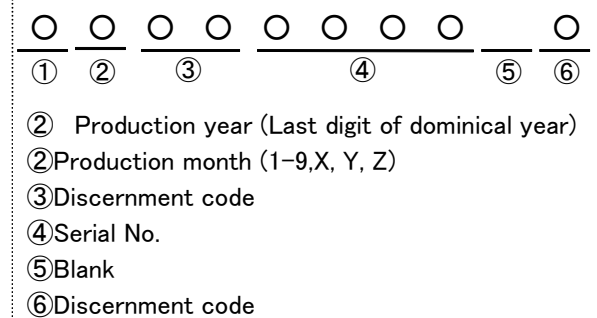 ○ ○ ○ ○ ○ ○ ○ ○ ○
① ② ③ ④ ⑤ ⑥
② Production year (Last digit of dominical year)
②Production month (1-9,X, Y, Z)
③Discernment code
④Serial No.
⑤Blank
⑥Discernment code